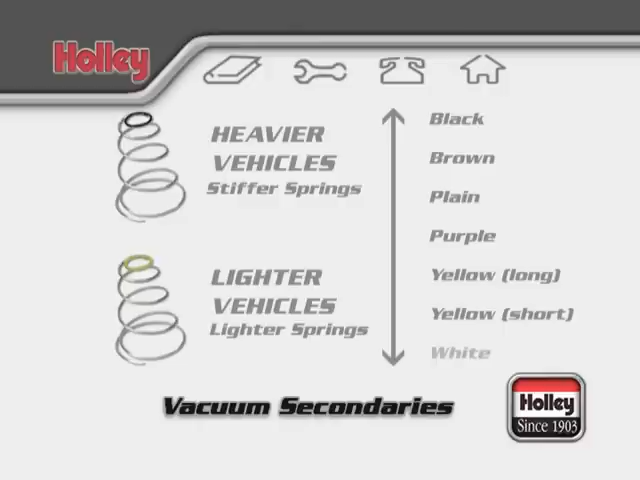 Holley
HEAVIER
VEHICLES
Stiffer Springs
LIGHTER
VEHICLES
Lighter Springs
Black
Brown
Plain
Purple
Yellow (long)
Yellow (short)
White
Vacuum Secondaries
Holley
Since 1903